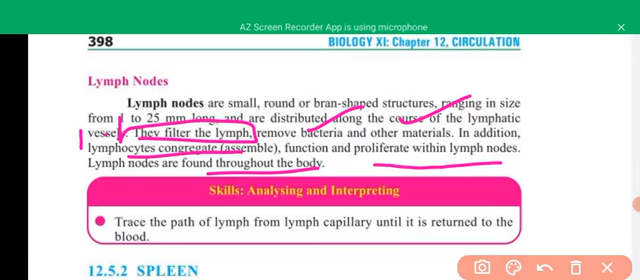 AZ Screen Recorder App is using microphone
398 BIOLOGY XI: Chapter 12, CIRCULATION
Lymph Nodes
Lymph nodes are small, round or bran-shaped structures, ranging in size
from 1 to 25 mm long, and are distributed along the course of the lymphatic
vessels. They filter the lymph, remove bacteria and other materials. In addition,
lymphocytes congregate (assemble), function and proliferate within lymph nodes.
Lymph nodes are found throughout the body.
Skills: Analysing and Interpreting
Trace the path of lymph from lymph capillary until it is returned to the
blood.
12.5.2 SPLEEN